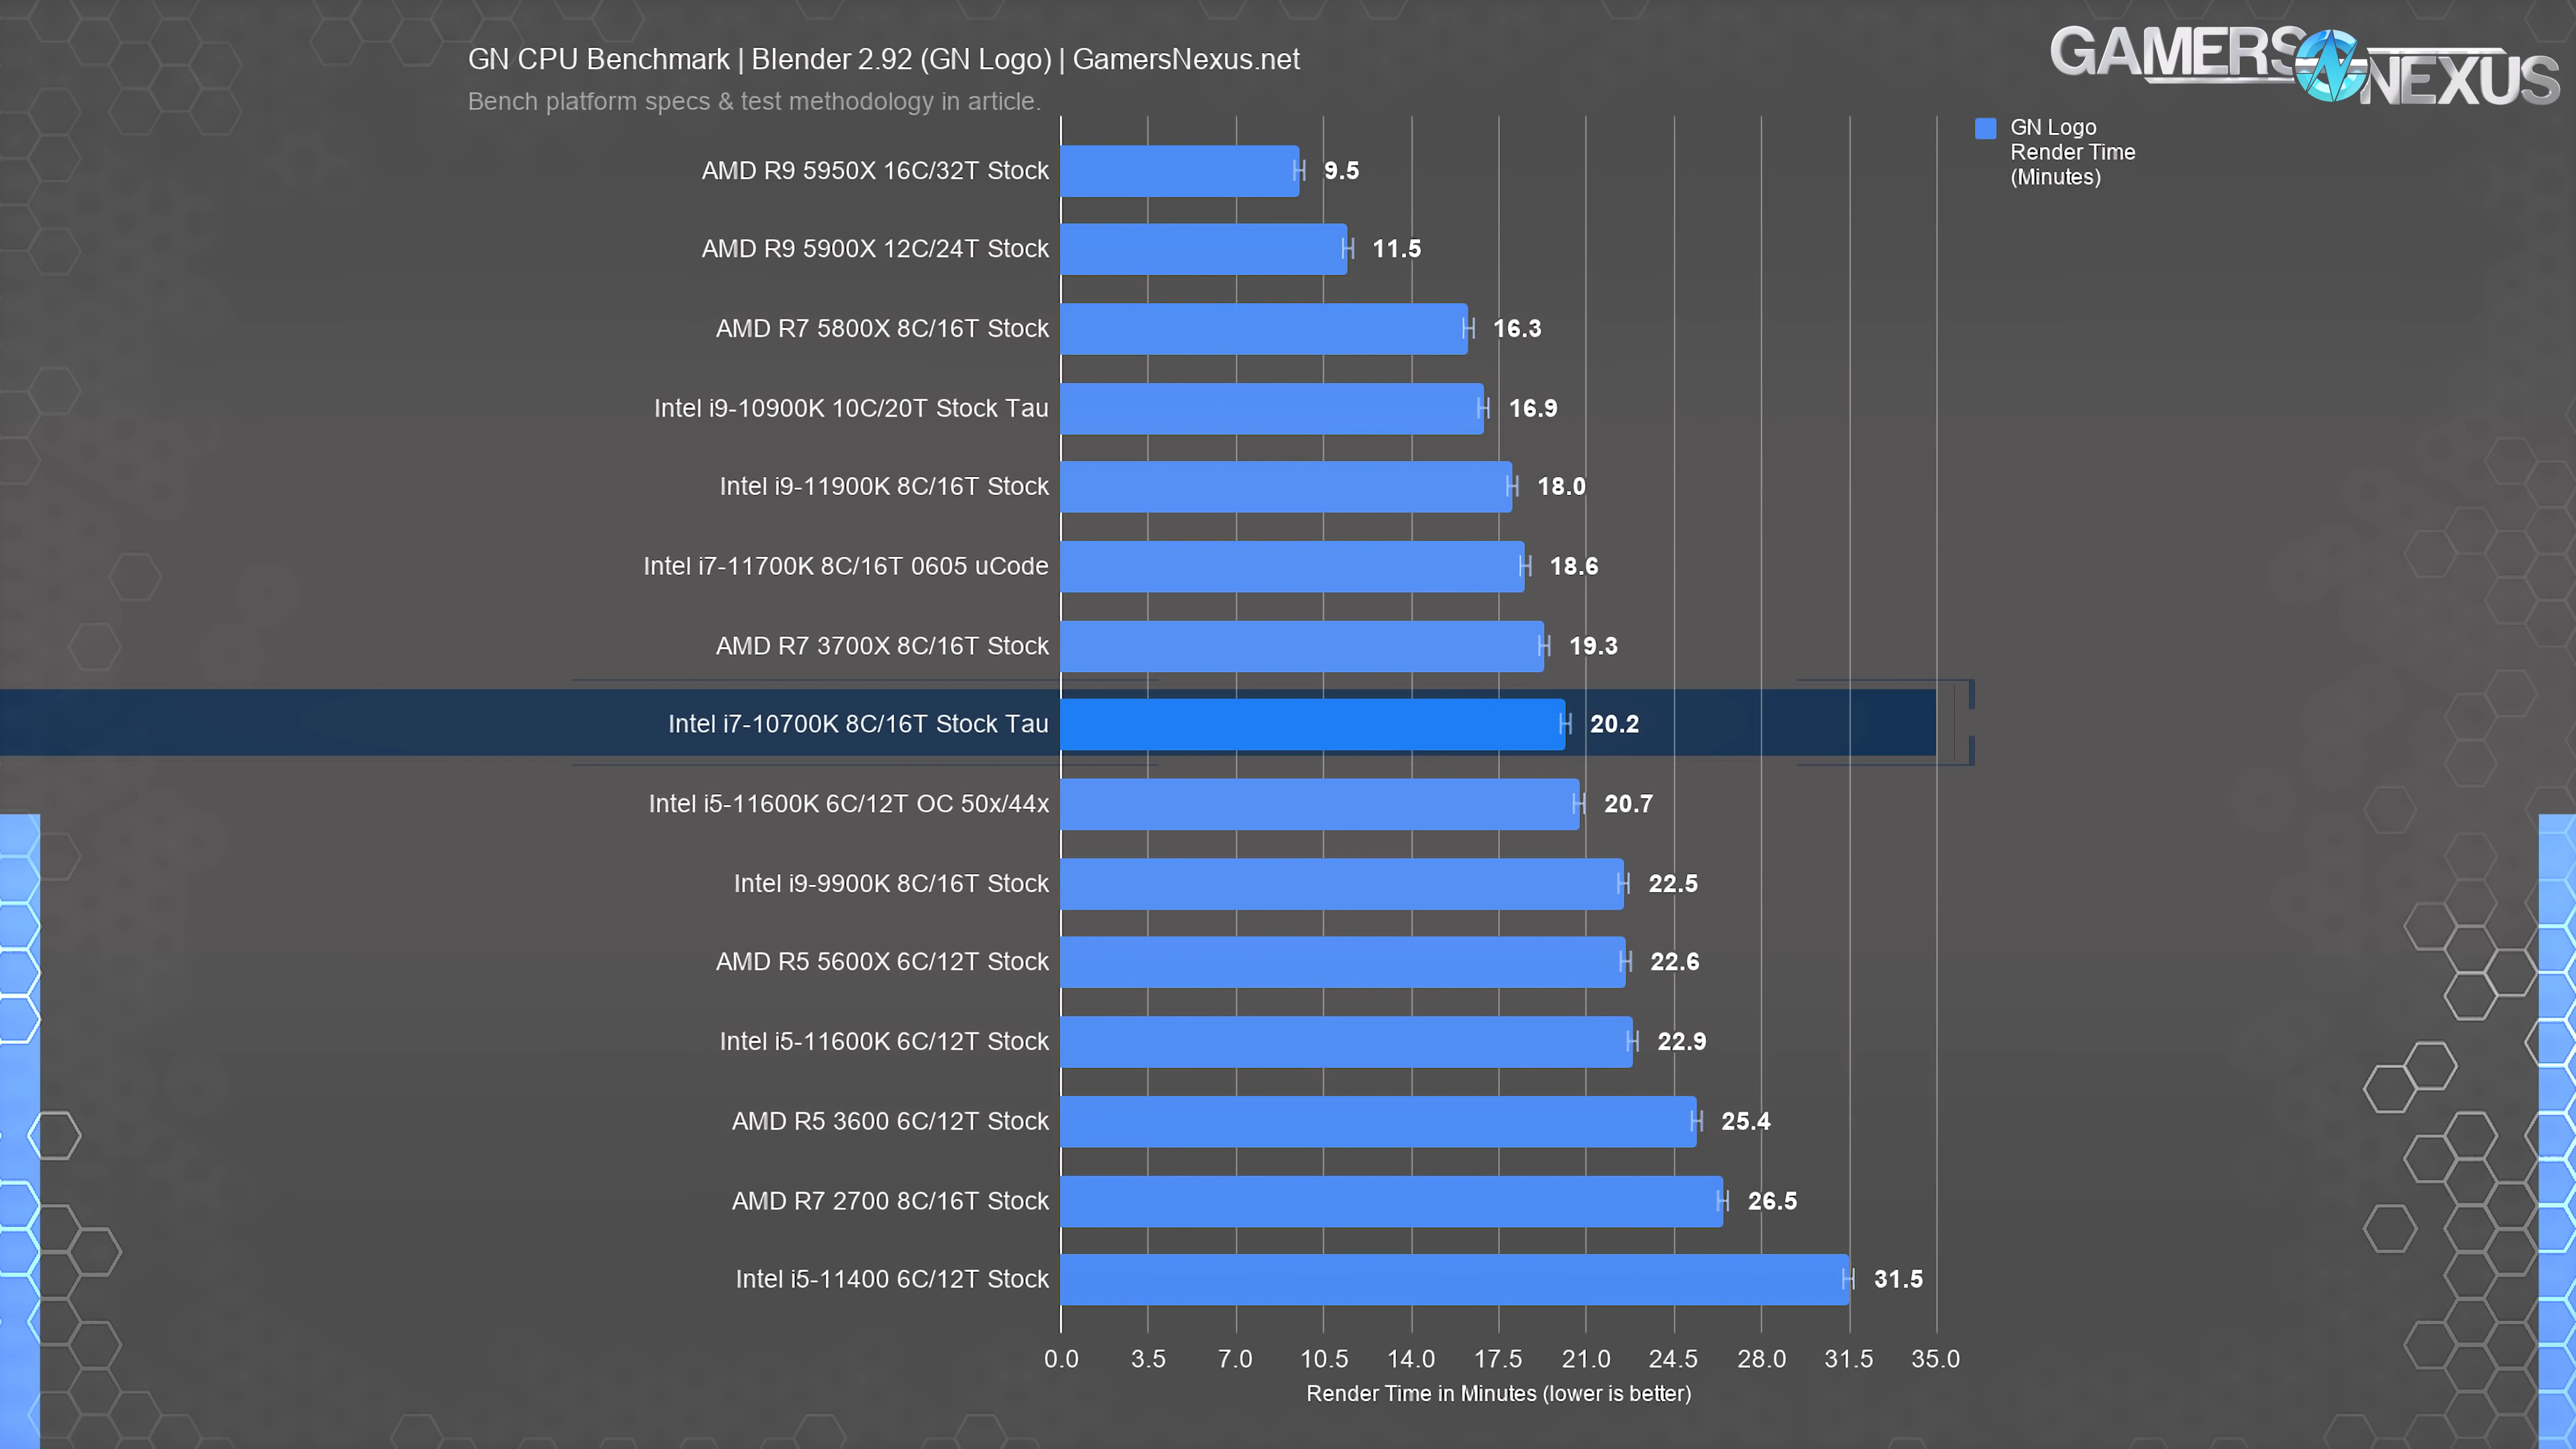 GAMERS NEXUS
GN CPU Benchmark | Blender 2.92 (GN Logo) | GamersNexus.net
Bench platform specs & test methodology in article.
GN Logo
Render Time
(Minutes)
AMD R9 5950X 16C/32T Stock 9.5
AMD R9 5900X 12C/24T Stock 11.5
AMD R7 5800X 8C/16T Stock 16.3
Intel i9-10900K 10C/20T Stock Tau 16.9
Intel i9-11900K 8C/16T Stock 18.0
Intel i7-11700K 8C/16T 0605 uCode 18.6
AMD R7 3700X 8C/16T Stock 19.3
Intel i7-10700K 8C/16T Stock Tau 20.2
Intel i5-11600K 6C/12T OC 50x/44x 20.7
Intel i9-9900K 8C/16T Stock 22.5
AMD R5 5600X 6C/12T Stock 22.6
Intel i5-11600K 6C/12T Stock 22.9
AMD R5 3600 6C/12T Stock 25.4
AMD R7 2700 8C/16T Stock 26.5
Intel i5-11400 6C/12T Stock 31.5
0.0 3.5 7.0 10.5 14.0 17.5 21.0 24.5 28.0 31.5 35.0
Render Time in Minutes (lower is better)